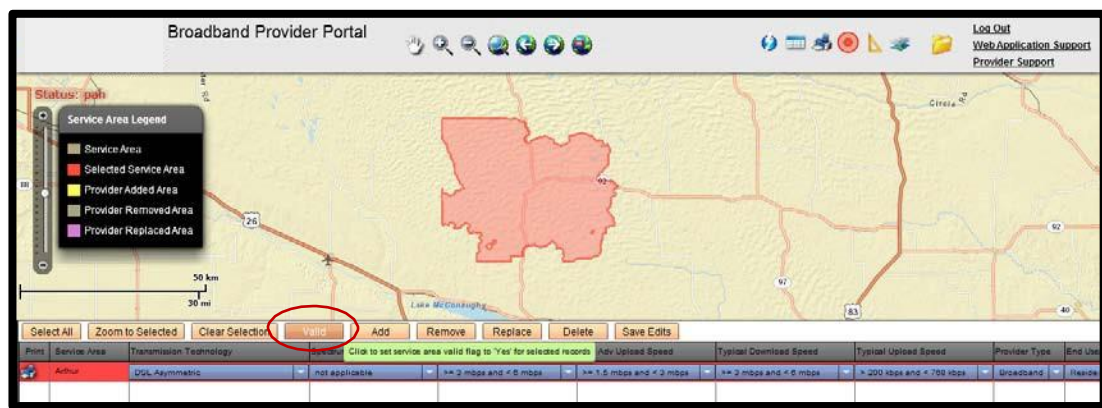 Broadband Provider Portal
Log Out
Web Application Support
Provider Support
Status: pah
Service Area Legend
Service Area
Selected Service Area
Provider Added Area
Provider Removed Area
Provider Replaced Area
Circle Rd
92
26
92
97
83
40
50 km
30 mi
Lake McConaughy
Select All Zoom to Selected Clear Selection Valid Add Remove Replace Delete Save Edits
Print Service Area Transmission Technology Click to set service area valid flag to 'Yes' for selected records Adv Upload Speed Typical Download Speed Typical Upload Speed Provider Type End Use
Arthur DSL Asymmetric not applicable >= 3 mbps and < 6 mbps >= 1.5 mbps and < 3 mbps >= 3 mbps and < 6 mbps > 200 kbps and < 768 kbps Broadband Reside